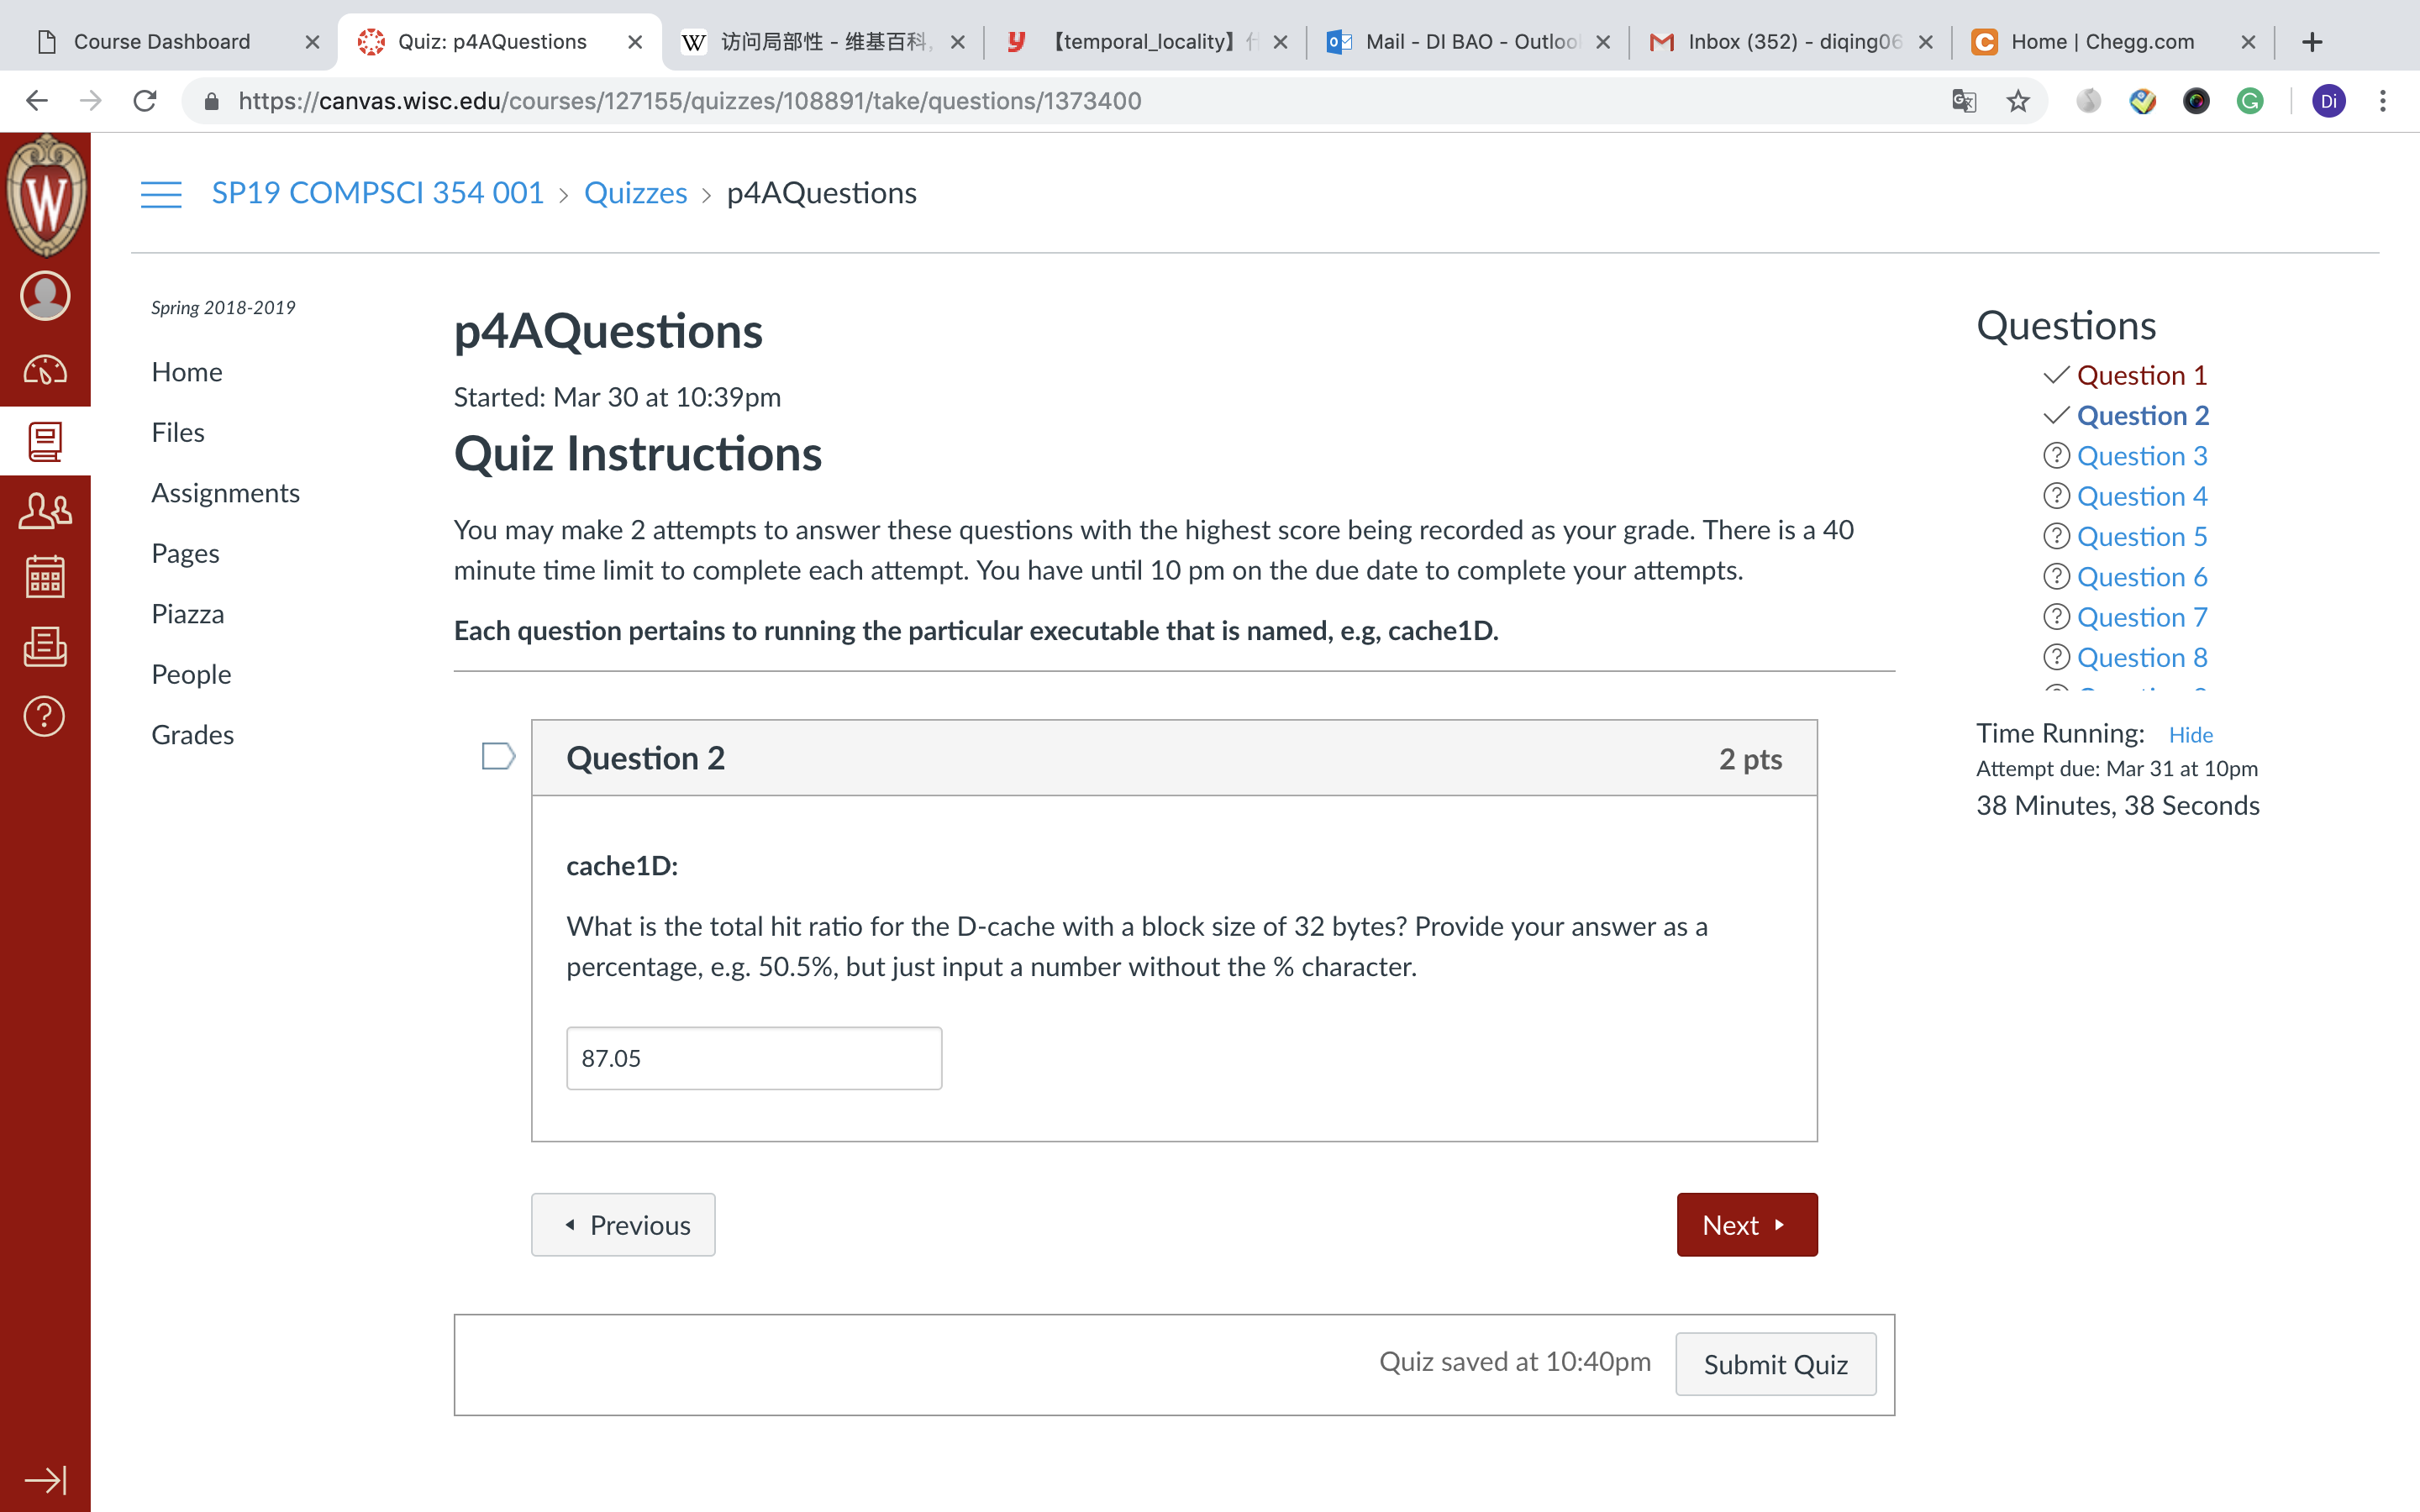 Course Dashboard
Quiz: p4AQuestions
W 访问局部性 - 维基百科,
y 【temporal_locality】
Mail - DI BAO - Outloo
Inbox (352) - diqing06
C Home | Chegg.com
https://canvas.wisc.edu/courses/127155/quizzes/108891/take/questions/1373400
Di
W
SP19 COMPSCI 354 001 > Quizzes > p4AQuestions
Spring 2018-2019
Home
Files
Assignments
Pages
Piazza
People
Grades
p4AQuestions
Started: Mar 30 at 10:39pm
Quiz Instructions
You may make 2 attempts to answer these questions with the highest score being recorded as your grade. There is a 40
minute time limit to complete each attempt. You have until 10 pm on the due date to complete your attempts.
Each question pertains to running the particular executable that is named, e.g, cache1D.
Question 2
2 pts
cache1D:
What is the total hit ratio for the D-cache with a block size of 32 bytes? Provide your answer as a
percentage, e.g. 50.5%, but just input a number without the % character.
87.05
Previous
Next
Quiz saved at 10:40pm
Submit Quiz
Questions
Question 1
Question 2
Question 3
Question 4
Question 5
Question 6
Question 7
Question 8
Time Running: Hide
Attempt due: Mar 31 at 10pm
38 Minutes, 38 Seconds